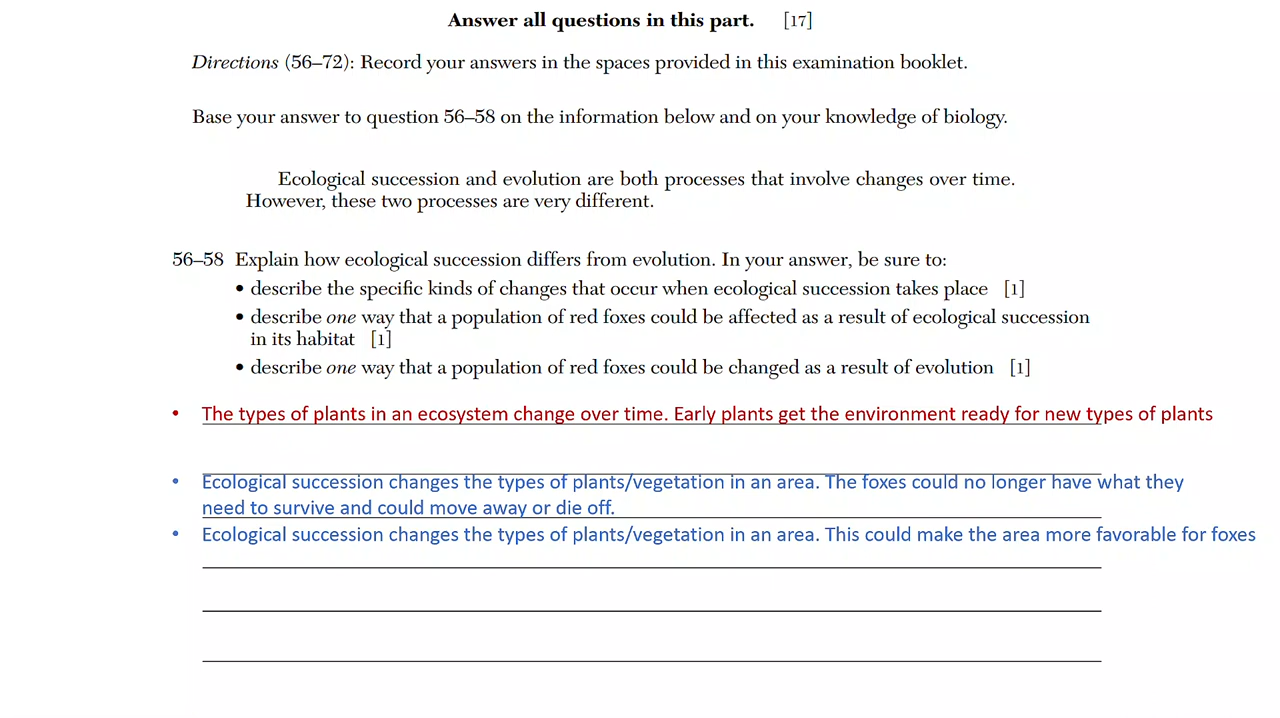 Answer all questions in this part. [17]
Directions (56–72): Record your answers in the spaces provided in this examination booklet.
Base your answer to question 56–58 on the information below and on your knowledge of biology.
Ecological succession and evolution are both processes that involve changes over time.
However, these two processes are very different.
56–58 Explain how ecological succession differs from evolution. In your answer, be sure to:
• describe the specific kinds of changes that occur when ecological succession takes place [1]
• describe one way that a population of red foxes could be affected as a result of ecological succession
in its habitat [1]
• describe one way that a population of red foxes could be changed as a result of evolution [1]
• The types of plants in an ecosystem change over time. Early plants get the environment ready for new types of plants
• Ecological succession changes the types of plants/vegetation in an area. The foxes could no longer have what they
need to survive and could move away or die off.
• Ecological succession changes the types of plants/vegetation in an area. This could make the area more favorable for foxes